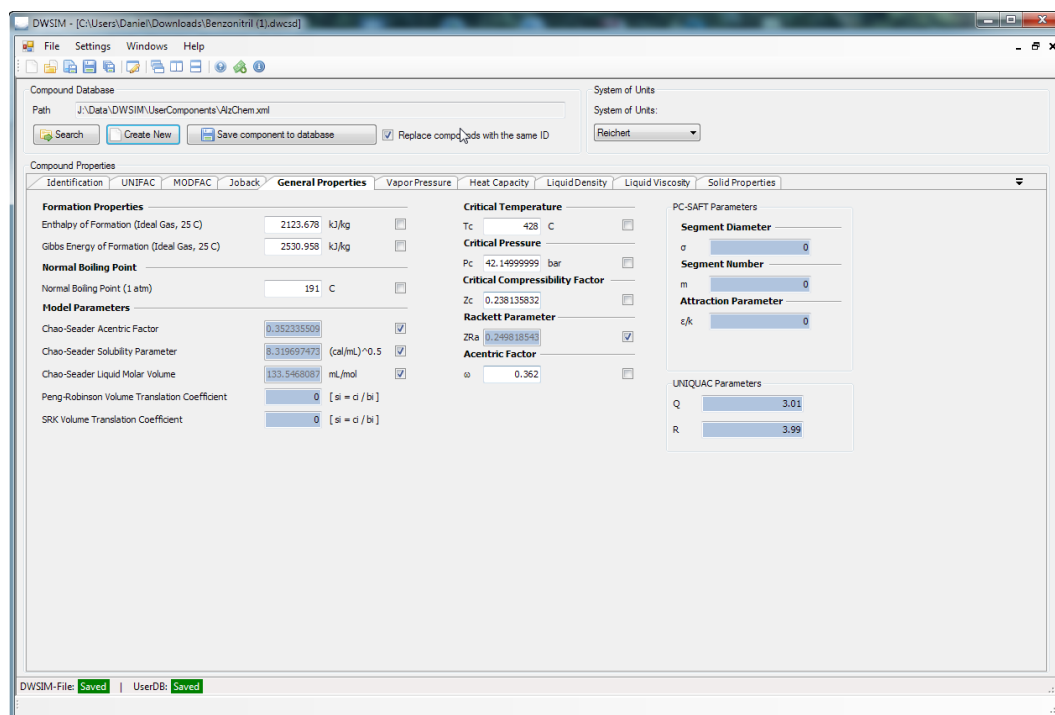 DWSIM - [C:\Users\Daniel\Downloads\Benzonitril (1).dwcsd]
File Settings Windows Help
Compound Database
Path J:\Data\DWSIM\UserComponents\AlzChem.xml
Search Create New Save component to database Replace compounds with the same ID
System of Units
System of Units:
Reichert
Compound Properties
Identification UNIFAC MODFAC Joback General Properties Vapor Pressure Heat Capacity Liquid Density Liquid Viscosity Solid Properties
Formation Properties
Enthalpy of Formation (Ideal Gas, 25 C) 2123.678 kJ/kg
Gibbs Energy of Formation (Ideal Gas, 25 C) 2530.958 kJ/kg
Normal Boiling Point
Normal Boiling Point (1 atm) 191 C
Model Parameters
Chao-Seader Acentric Factor 0.352335509
Chao-Seader Solubility Parameter 8.319697473 (cal/mL)^0.5
Chao-Seader Liquid Molar Volume 133.5468087 mL/mol
Peng-Robinson Volume Translation Coefficient 0 [ si = ci / bi ]
SRK Volume Translation Coefficient 0 [ si = ci / bi ]
Critical Temperature
Tc 428 C
Critical Pressure
Pc 42.14999999 bar
Critical Compressibility Factor
Zc 0.238135832
Rackett Parameter
ZRa 0.249818543
Acentric Factor
ω 0.362
PC-SAFT Parameters
Segment Diameter
σ 0
Segment Number
m 0
Attraction Parameter
ε/k 0
UNIQUAC Parameters
Q 3.01
R 3.99
DWSIM-File: Saved | UserDB: Saved